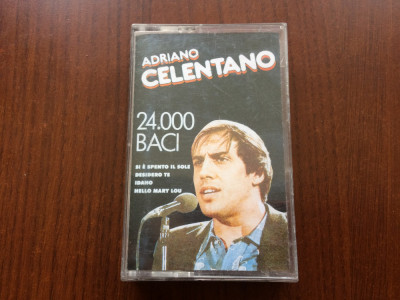 ADRIANO
CELENTANO
24.000
BACI
SI È SPENTO IL SOLE
DESIDERO TE
IDAHO
HELLO MARY LOU